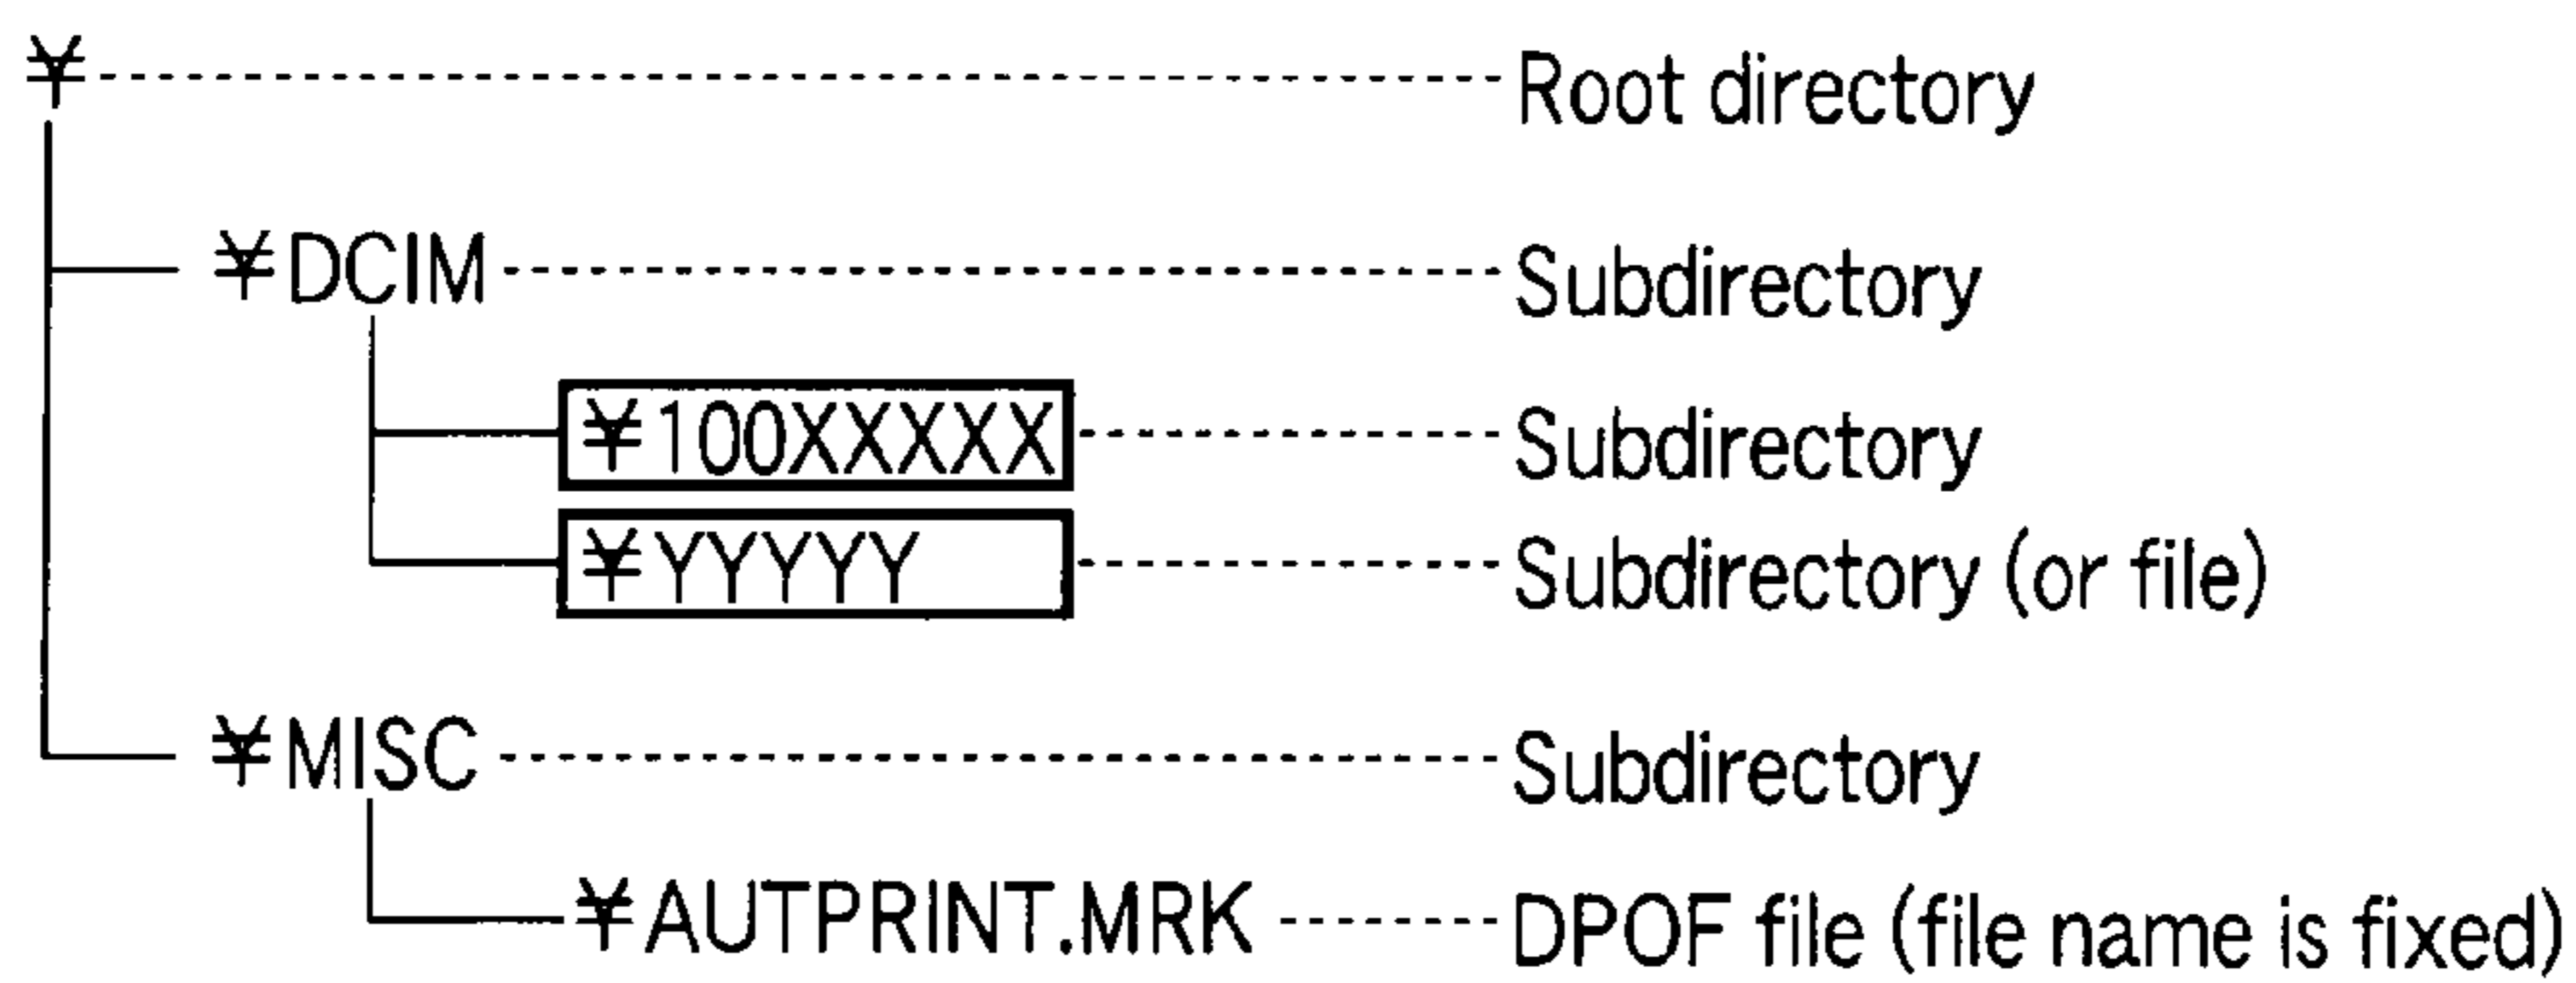 ¥ Root directory
¥DCIM Subdirectory
¥100XXXXX Subdirectory
¥YYYYY Subdirectory (or file)
¥MISC Subdirectory
¥AUTPRINT.MRK DPOF file (file name is fixed)